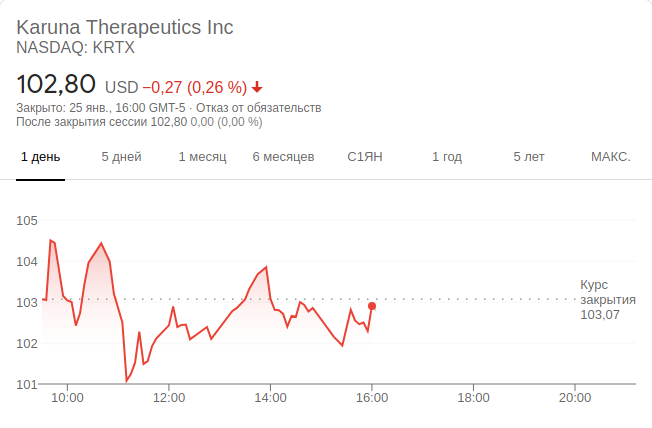 Karuna Therapeutics Inc
NASDAQ: KRTX
102,80 USD −0,27 (0,26 %)
Закрыто: 25 янв., 16:00 GMT-5 · Отказ от обязательств
После закрытия сессии 102,80 0,00 (0,00 %)
1 день 5 дней 1 месяц 6 месяцев С1ЯН 1 год 5 лет МАКС.
105
104
103
102
101
Курс
закрытия
103,07
10:00 12:00 14:00 16:00 18:00 20:00